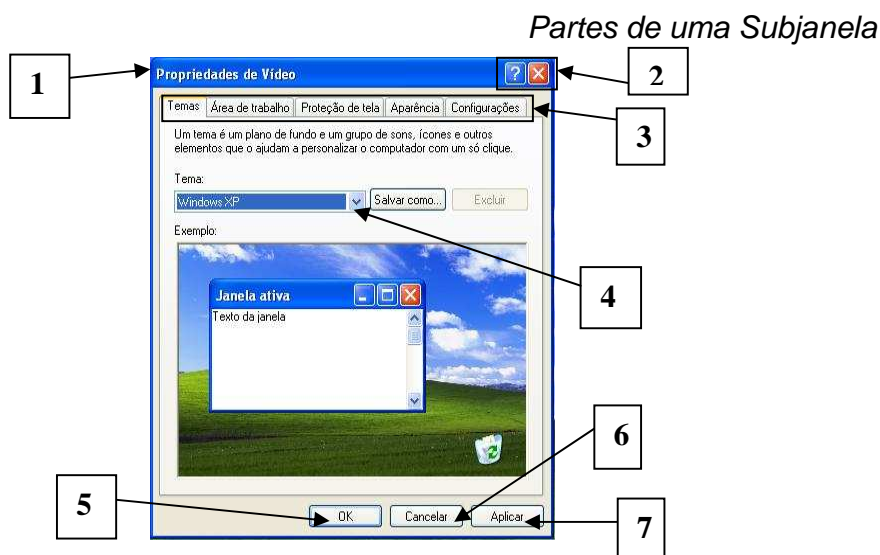 Partes de uma Subjanela
1
Propriedades de Vídeo
?
2
Temas Área de trabalho Proteção de tela Aparência Configurações
3
Um tema é um plano de fundo e um grupo de sons, ícones e outros
elementos que o ajudam a personalizar o computador com um só clique.
Tema:
Windows XP Salvar como... Excluir
Exemplo:
4
Janela ativa
Texto da janela
6
5
OK Cancelar Aplicar
7